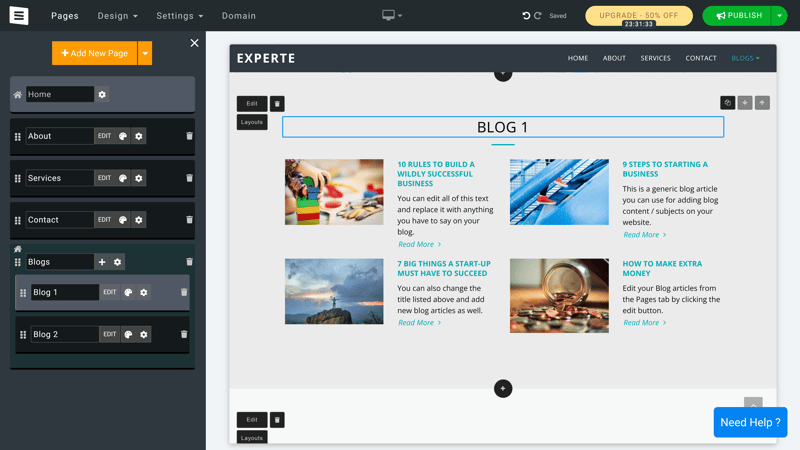 Pages
Design
Settings
Domain
Saved
UPGRADE - 50% OFF
23:31:33
PUBLISH
Add New Page
Home
About
EDIT
Services
EDIT
Contact
EDIT
Blogs
Blog 1
EDIT
Blog 2
EDIT
EXPERTE
HOME
ABOUT
SERVICES
CONTACT
BLOGS
Edit
Layouts
BLOG 1
10 RULES TO BUILD A
WILDLY SUCCESSFUL
BUSINESS
You can edit all of this text
and replace it with anything
you have to say on your
blog.
Read More >
9 STEPS TO STARTING A
BUSINESS
This is a generic blog article
you can use for adding blog
content / subjects on your
website.
Read More >
7 BIG THINGS A START-UP
MUST HAVE TO SUCCEED
You can also change the
title listed above and add
new blog articles as well.
Read More >
HOW TO MAKE EXTRA
MONEY
Edit your Blog articles from
the Pages tab by clicking the
edit button.
Read More >
Edit
Layouts
Need Help ?